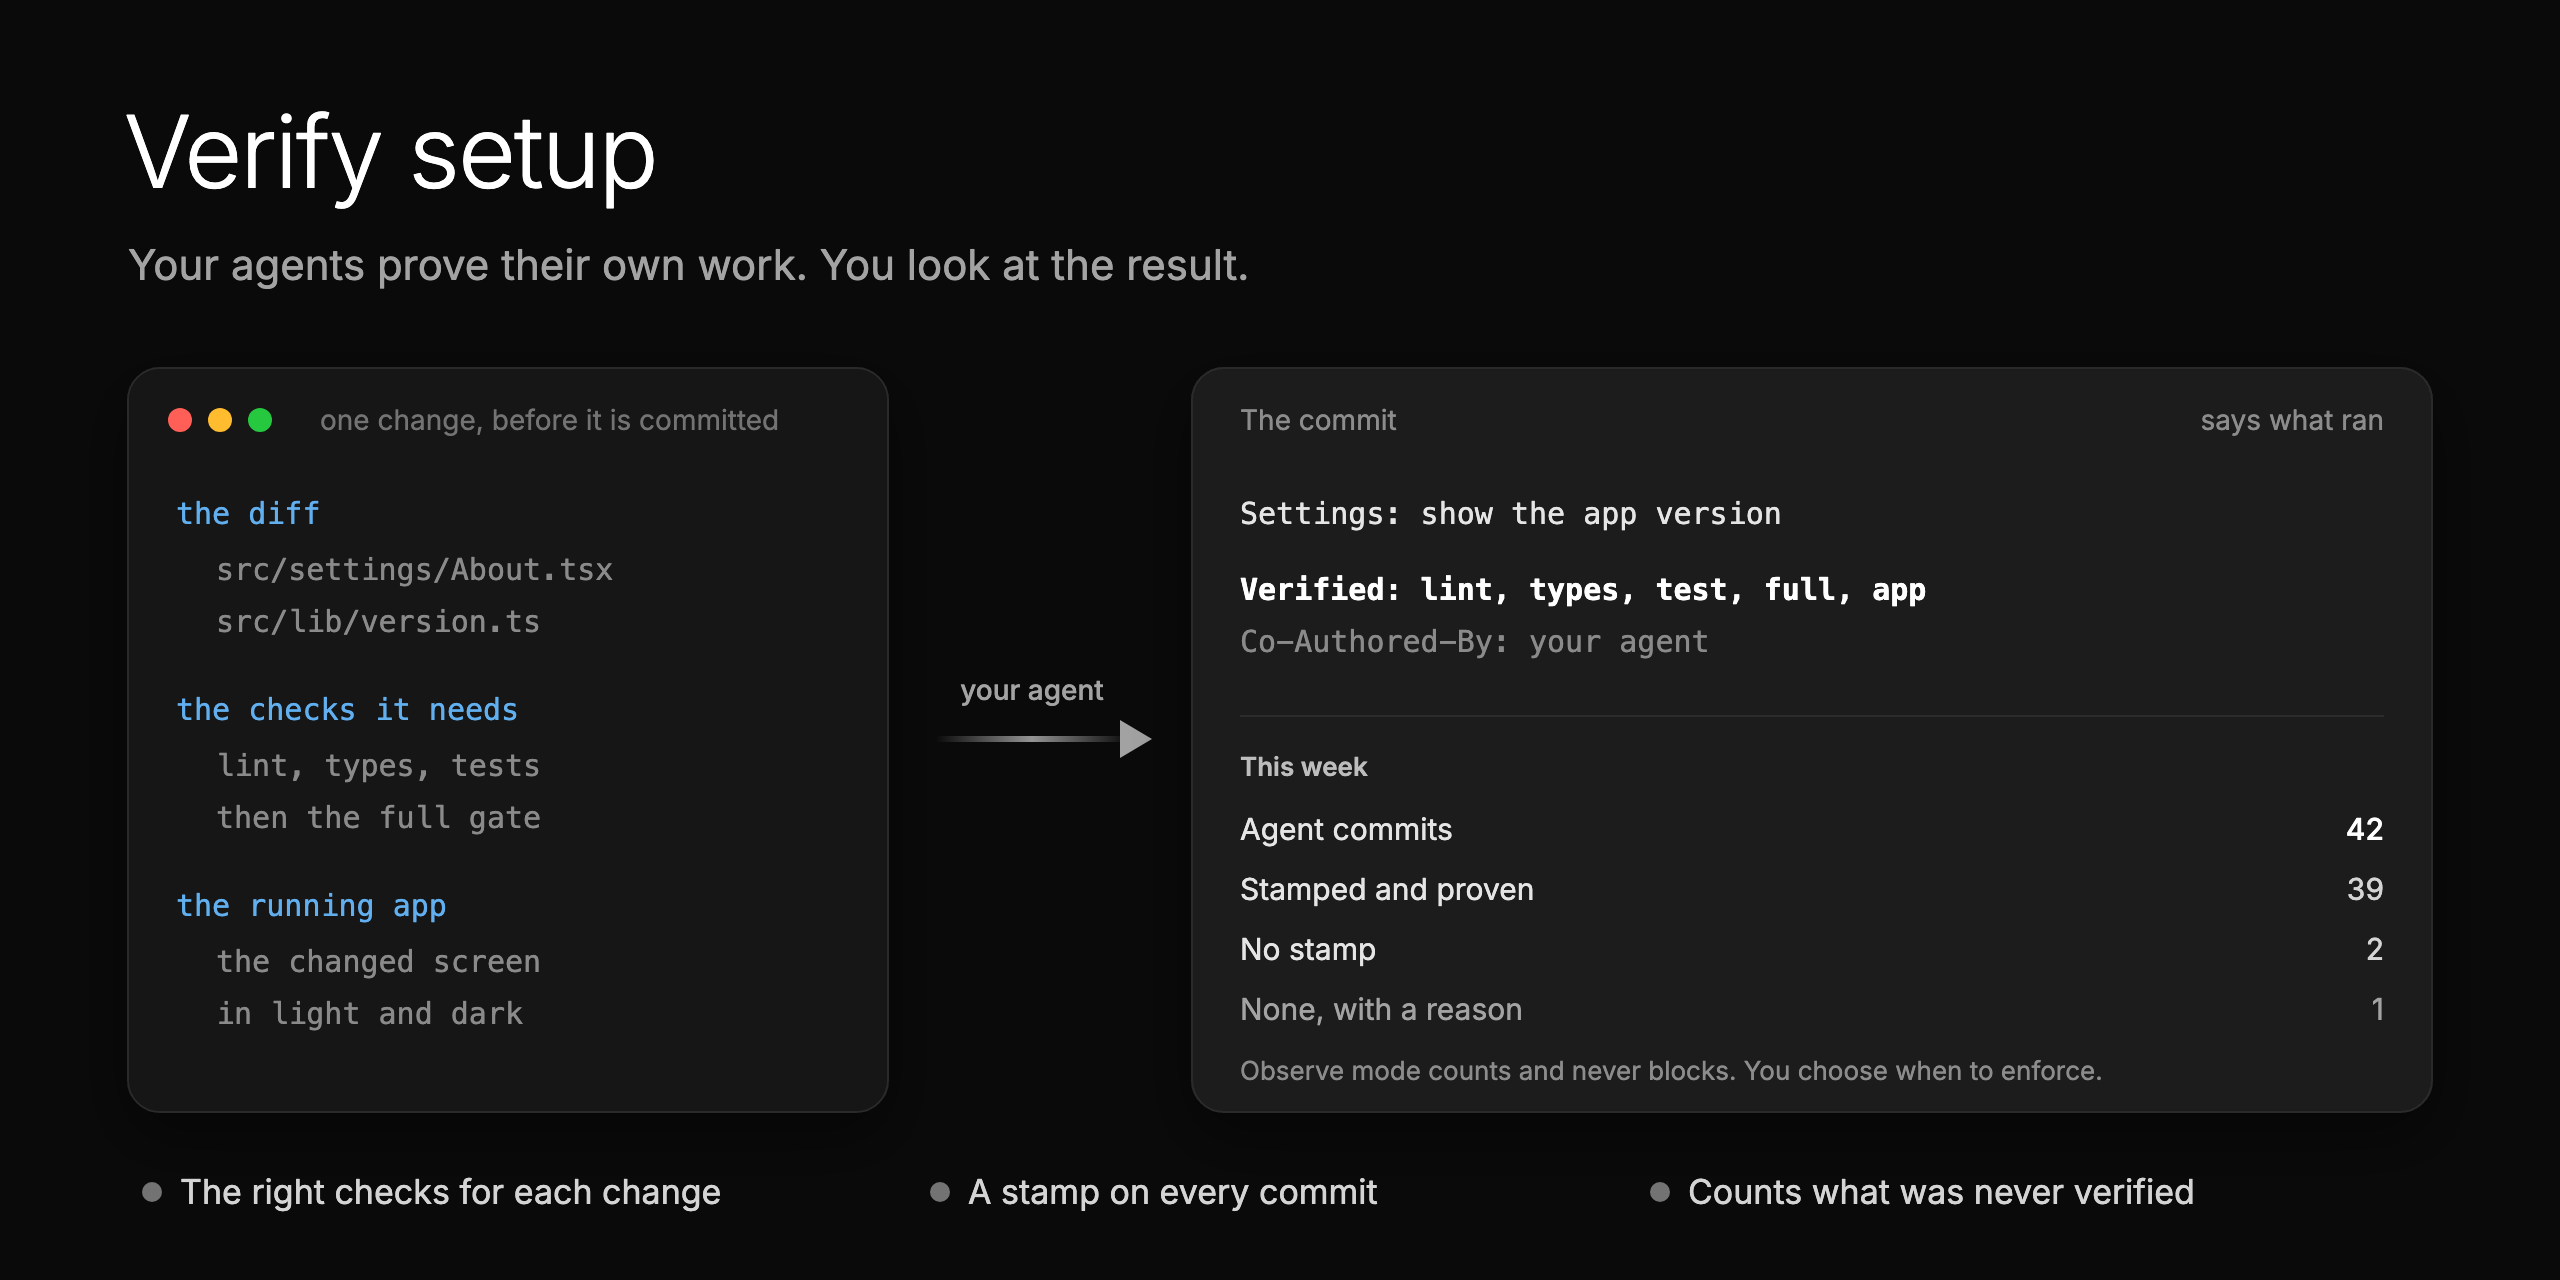 Verify setup
Your agents prove their own work. You look at the result.
one change, before it is committed
the diff
src/settings/About.tsx
src/lib/version.ts
the checks it needs
lint, types, tests
then the full gate
the running app
the changed screen
in light and dark
your agent
The commit
says what ran
Settings: show the app version
Verified: lint, types, test, full, app
Co-Authored-By: your agent
This week
Agent commits 42
Stamped and proven 39
No stamp 2
None, with a reason 1
Observe mode counts and never blocks. You choose when to enforce.
The right checks for each change
A stamp on every commit
Counts what was never verified